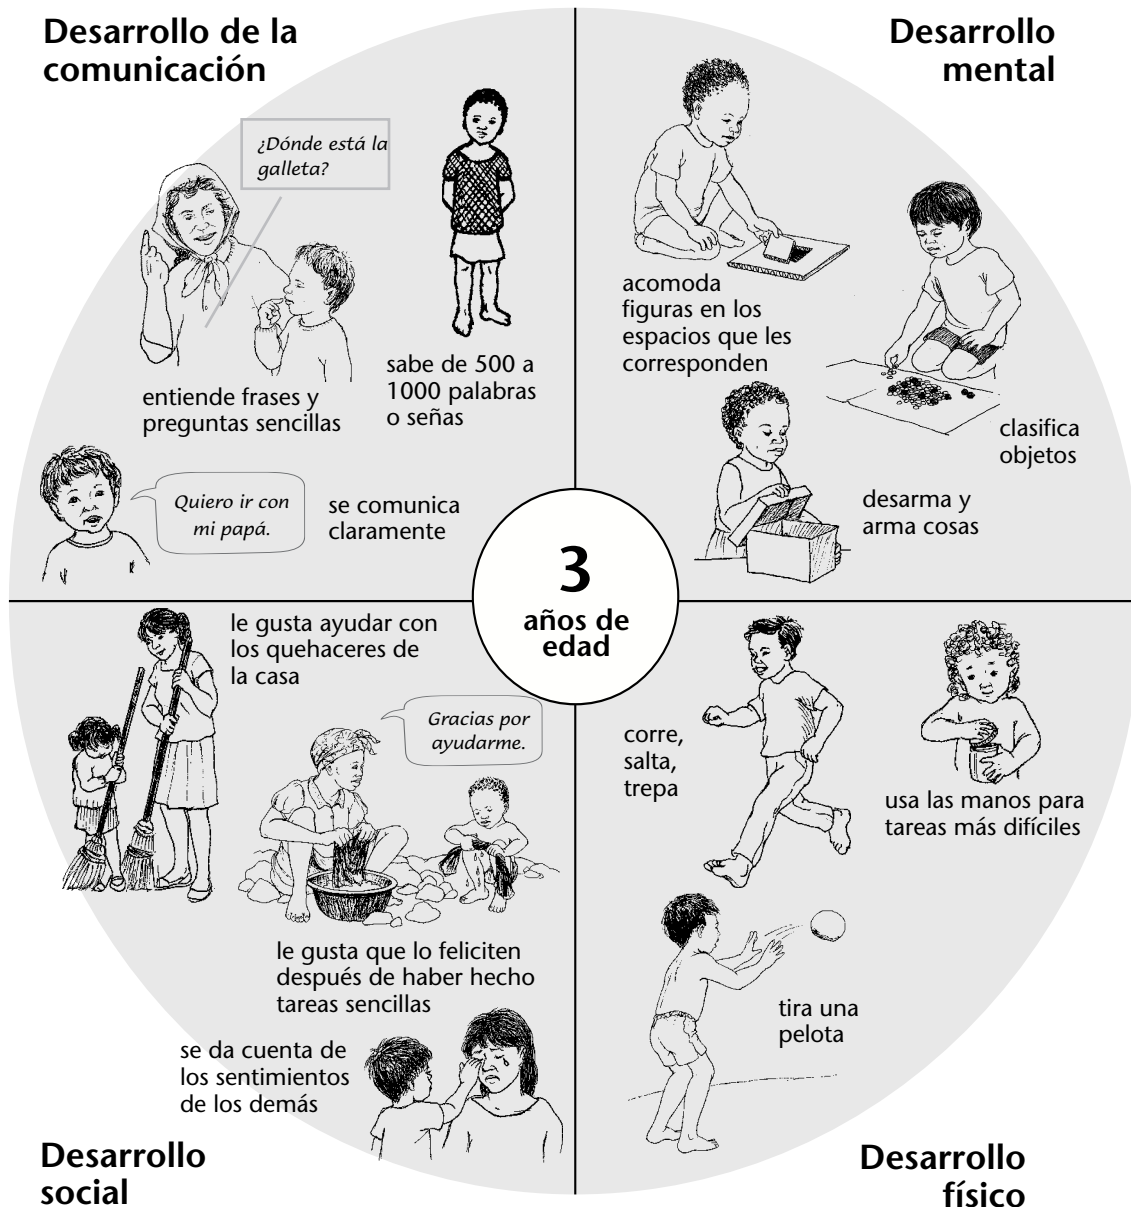 Desarrollo de la
comunicación
¿Dónde está la
galleta?
entiende frases y
preguntas sencillas
sabe de 500 a
1000 palabras
o señas
Quiero ir con
mi papá.
se comunica
claramente
Desarrollo
mental
acomoda
figuras en los
espacios que les
corresponden
clasifica
objetos
desarma y
arma cosas
3
años de
edad
le gusta ayudar con
los quehaceres de
la casa
Gracias por
ayudarme.
le gusta que lo feliciten
después de haber hecho
tareas sencillas
se da cuenta de
los sentimientos
de los demás
Desarrollo
social
corre,
salta,
trepa
usa las manos para
tareas más difíciles
tira una
pelota
Desarrollo
físico